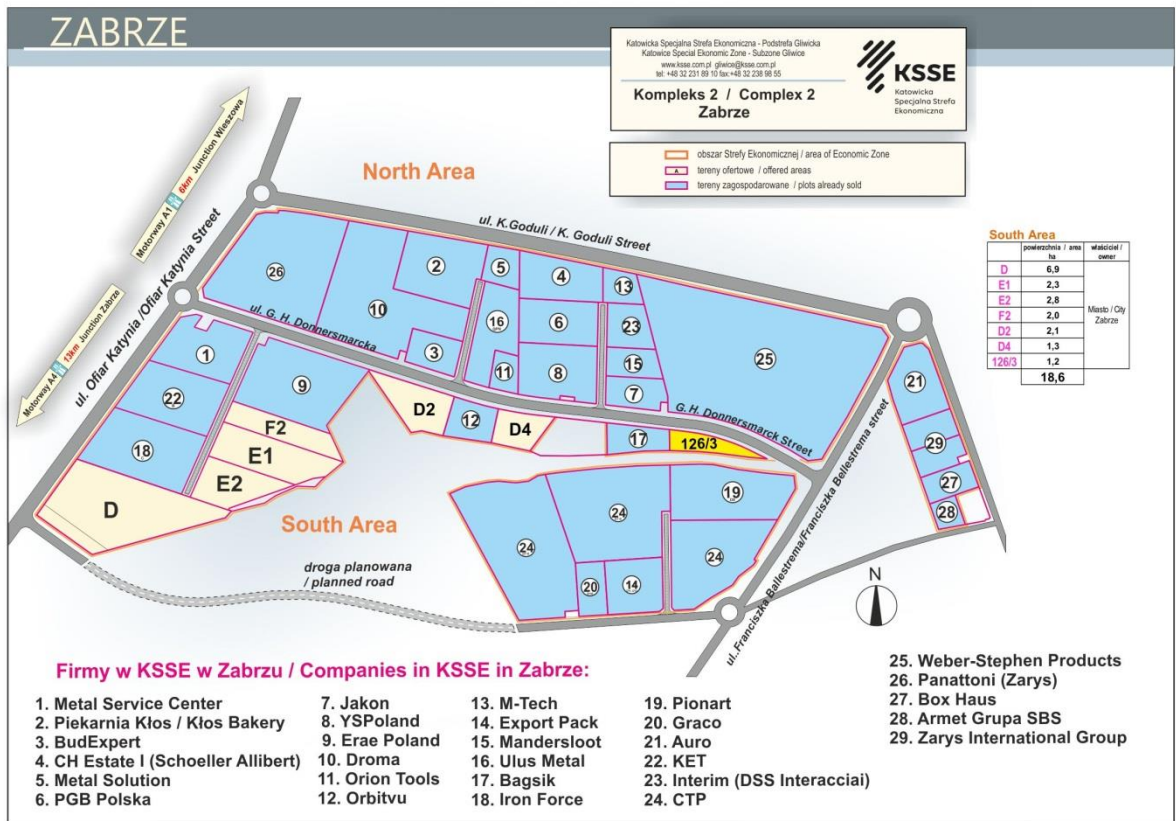 ZABRZE
Katowicka Specjalna Strefa Ekonomiczna - Podstrefa Gliwicka
Katowice Special Ekonomic Zone - Subzone Gliwice
www.ksse.com.pl gliwice@ksse.com.pl
tel: +48 32 231 89 10 fax:+48 32 238 98 55
Kompleks 2 / Complex 2
Zabrze
KSSE
Katowicka
Specjalna Strefa
Ekonomiczna
obszar Strefy Ekonomicznej / area of Economic Zone
A
tereny ofertowe / offered areas
tereny zagospodarowane / plots already sold
Motorway A1 6km Junction Wieszowa
Motorway A4 13km Junction Zabrze
ul. Ofiar Katynia /Ofiar Katynia Street
North Area
ul. K.Goduli / K. Goduli Street
ul. G. H. Donnersmarcka
G. H. Donnersmarck Street
26
10
2
3
5
16
11
4
6
8
13
23
15
7
25
1
22
18
9
F2
E1
E2
D
D2
12
D4
17
126/3
21
29
27
28
24
24
19
24
20
14
South Area
droga planowana
/ planned road
ul..Franciszka Ballestrema/Franciszka Ballestrema street
N
South Area
powierzchnia / area
ha
właściciel /
owner
D 6,9
E1 2,3
E2 2,8
F2 2,0
D2 2,1
D4 1,3
126/3 1,2
Miasto / City
Zabrze
18,6
Firmy w KSSE w Zabrzu / Companies in KSSE in Zabrze:
1. Metal Service Center
2. Piekarnia Kłos / Kłos Bakery
3. BudExpert
4. CH Estate I (Schoeller Allibert)
5. Metal Solution
6. PGB Polska
7. Jakon
8. YSPoland
9. Erae Poland
10. Droma
11. Orion Tools
12. Orbitvu
13. M-Tech
14. Export Pack
15. Mandersloot
16. Ulus Metal
17. Bagsik
18. Iron Force
19. Pionart
20. Graco
21. Auro
22. KET
23. Interim (DSS Interacciai)
24. CTP
25. Weber-Stephen Products
26. Panattoni (Zarys)
27. Box Haus
28. Armet Grupa SBS
29. Zarys International Group